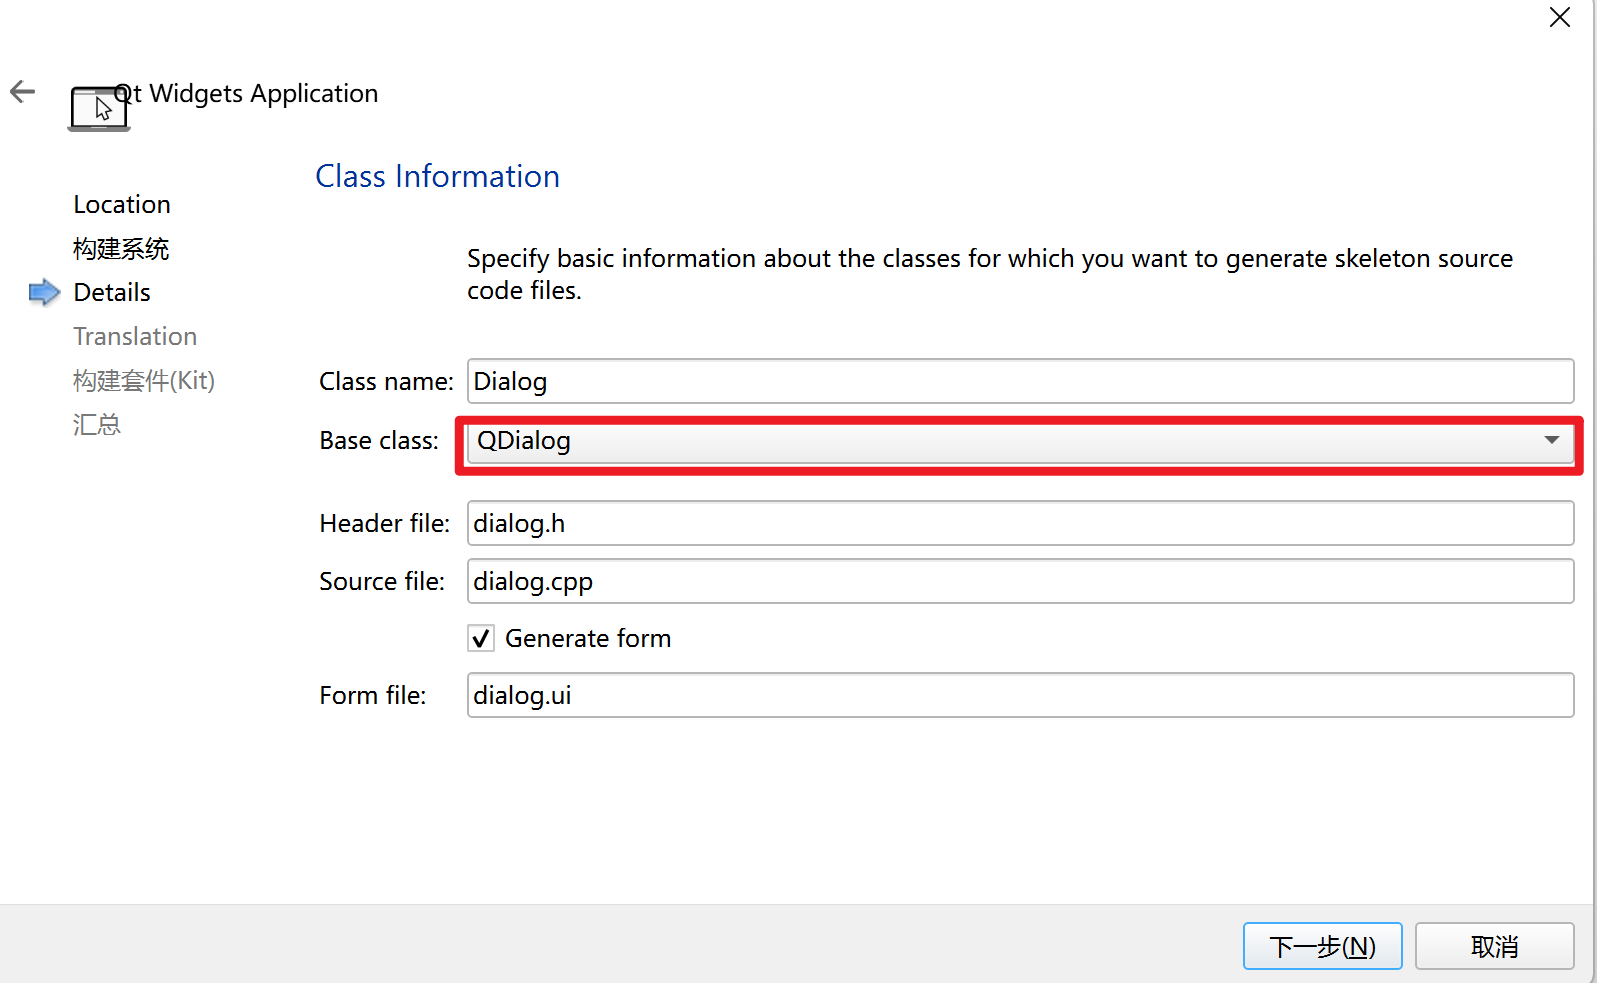 Qt Widgets Application
Location
构建系统
Details
Translation
构建套件(Kit)
汇总
Class Information
Specify basic information about the classes for which you want to generate skeleton source
code files.
Class name: Dialog
Base class: QDialog
Header file: dialog.h
Source file: dialog.cpp
Generate form
Form file: dialog.ui
下一步(N) 取消